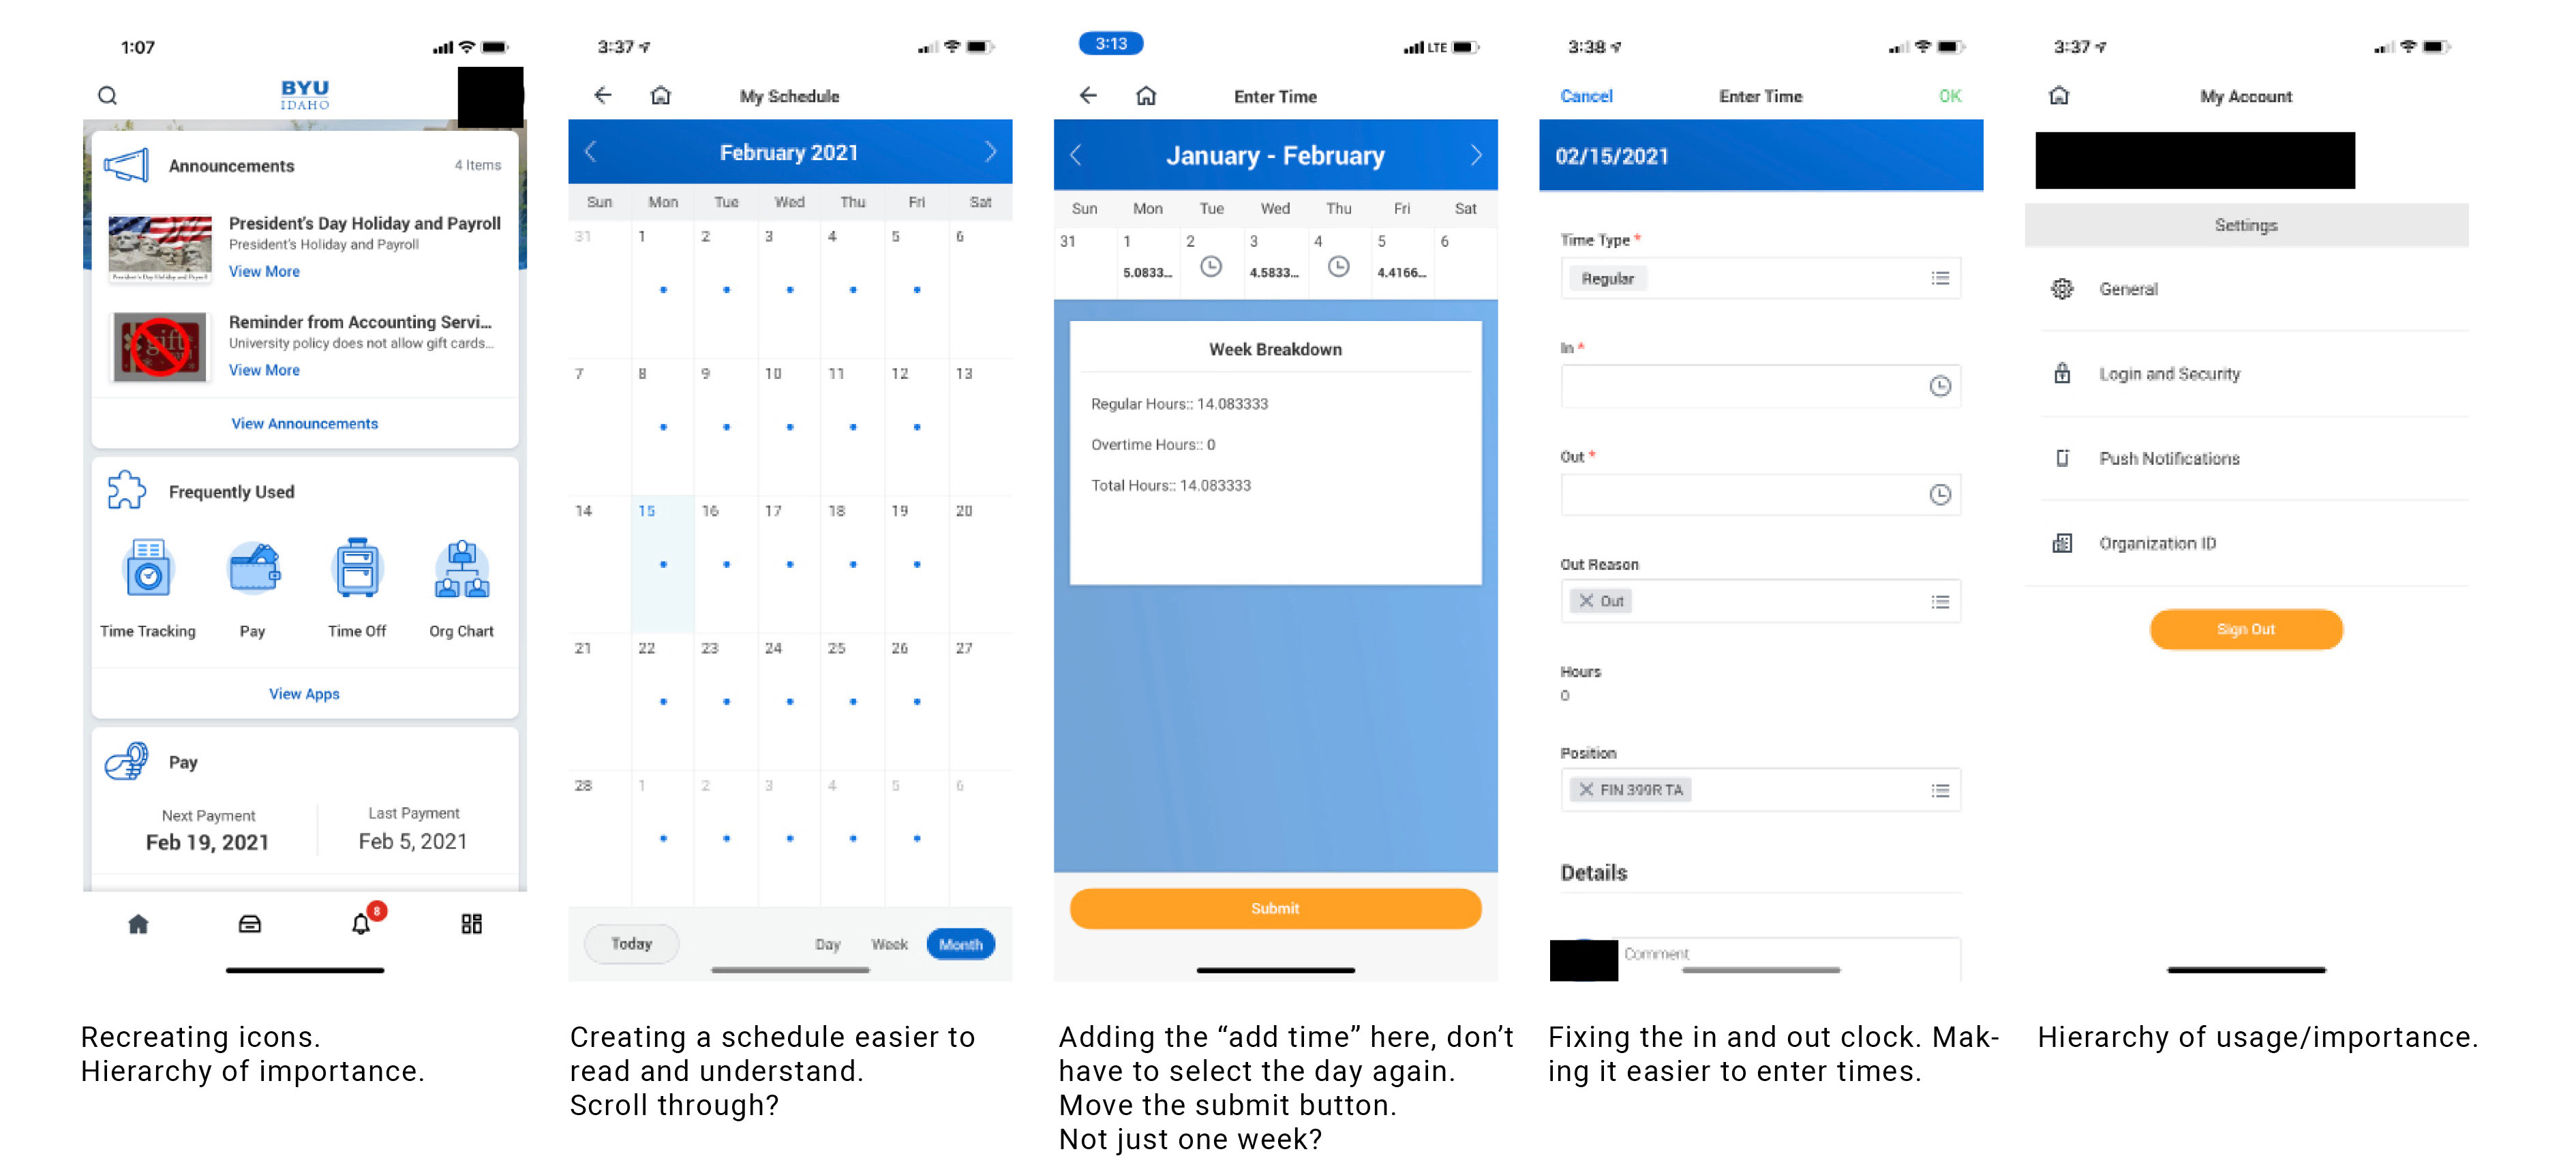 1:07
BYU
IDAHO
Announcements
4 Items
President's Day Holiday and Payroll
President's Holiday and Payroll
View More
Reminder from Accounting Servi...
University policy does not allow gift cards...
View More
View Announcements
Frequently Used
Time Tracking Pay Time Off Org Chart
View Apps
Pay
Next Payment Last Payment
Feb 19, 2021 Feb 5, 2021
8
Recreating icons.
Hierarchy of importance.
3:37
My Schedule
February 2021
Sun Mon Tue Wed Thu Fri Sat
31 1 2 3 4 5 6
7 8 9 10 11 12 13
14 15 16 17 18 19 20
21 22 23 24 25 26 27
28 1 2 3 4 5 6
Today Day Week Month
Creating a schedule easier to
read and understand.
Scroll through?
3:13 LTE
Enter Time
January - February
Sun Mon Tue Wed Thu Fri Sat
31 1 2 3 4 5 6
5.0833... 4.5833... 4.4166...
Week Breakdown
Regular Hours:: 14.083333
Overtime Hours:: 0
Total Hours:: 14.083333
Submit
Adding the “add time” here, don’t
have to select the day again.
Move the submit button.
Not just one week?
3:38
Cancel Enter Time OK
02/15/2021
Time Type *
Regular
In *
Out *
Out Reason
X Out
Hours
0
Position
X FIN 399R TA
Details
Comment
Fixing the in and out clock. Mak-
ing it easier to enter times.
3:37
My Account
Settings
General
Login and Security
Push Notifications
Organization ID
Sign Out
Hierarchy of usage/importance.